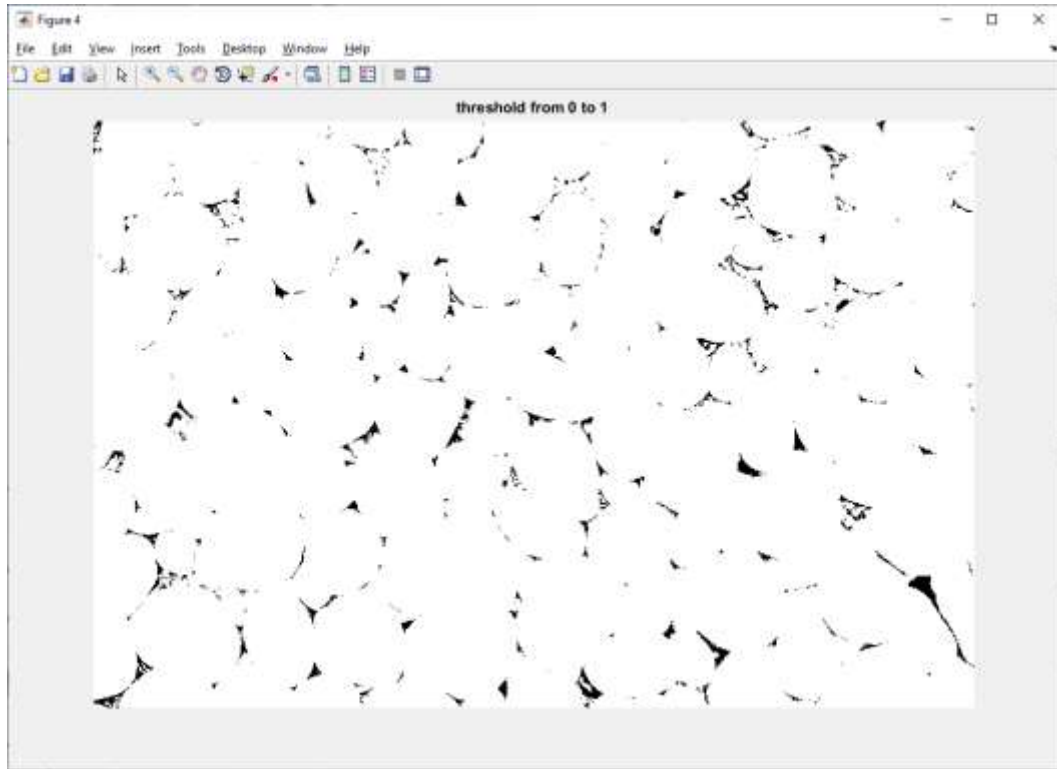 Figure 4
File Edit View Insert Tools Desktop Window Help
threshold from 0 to 1